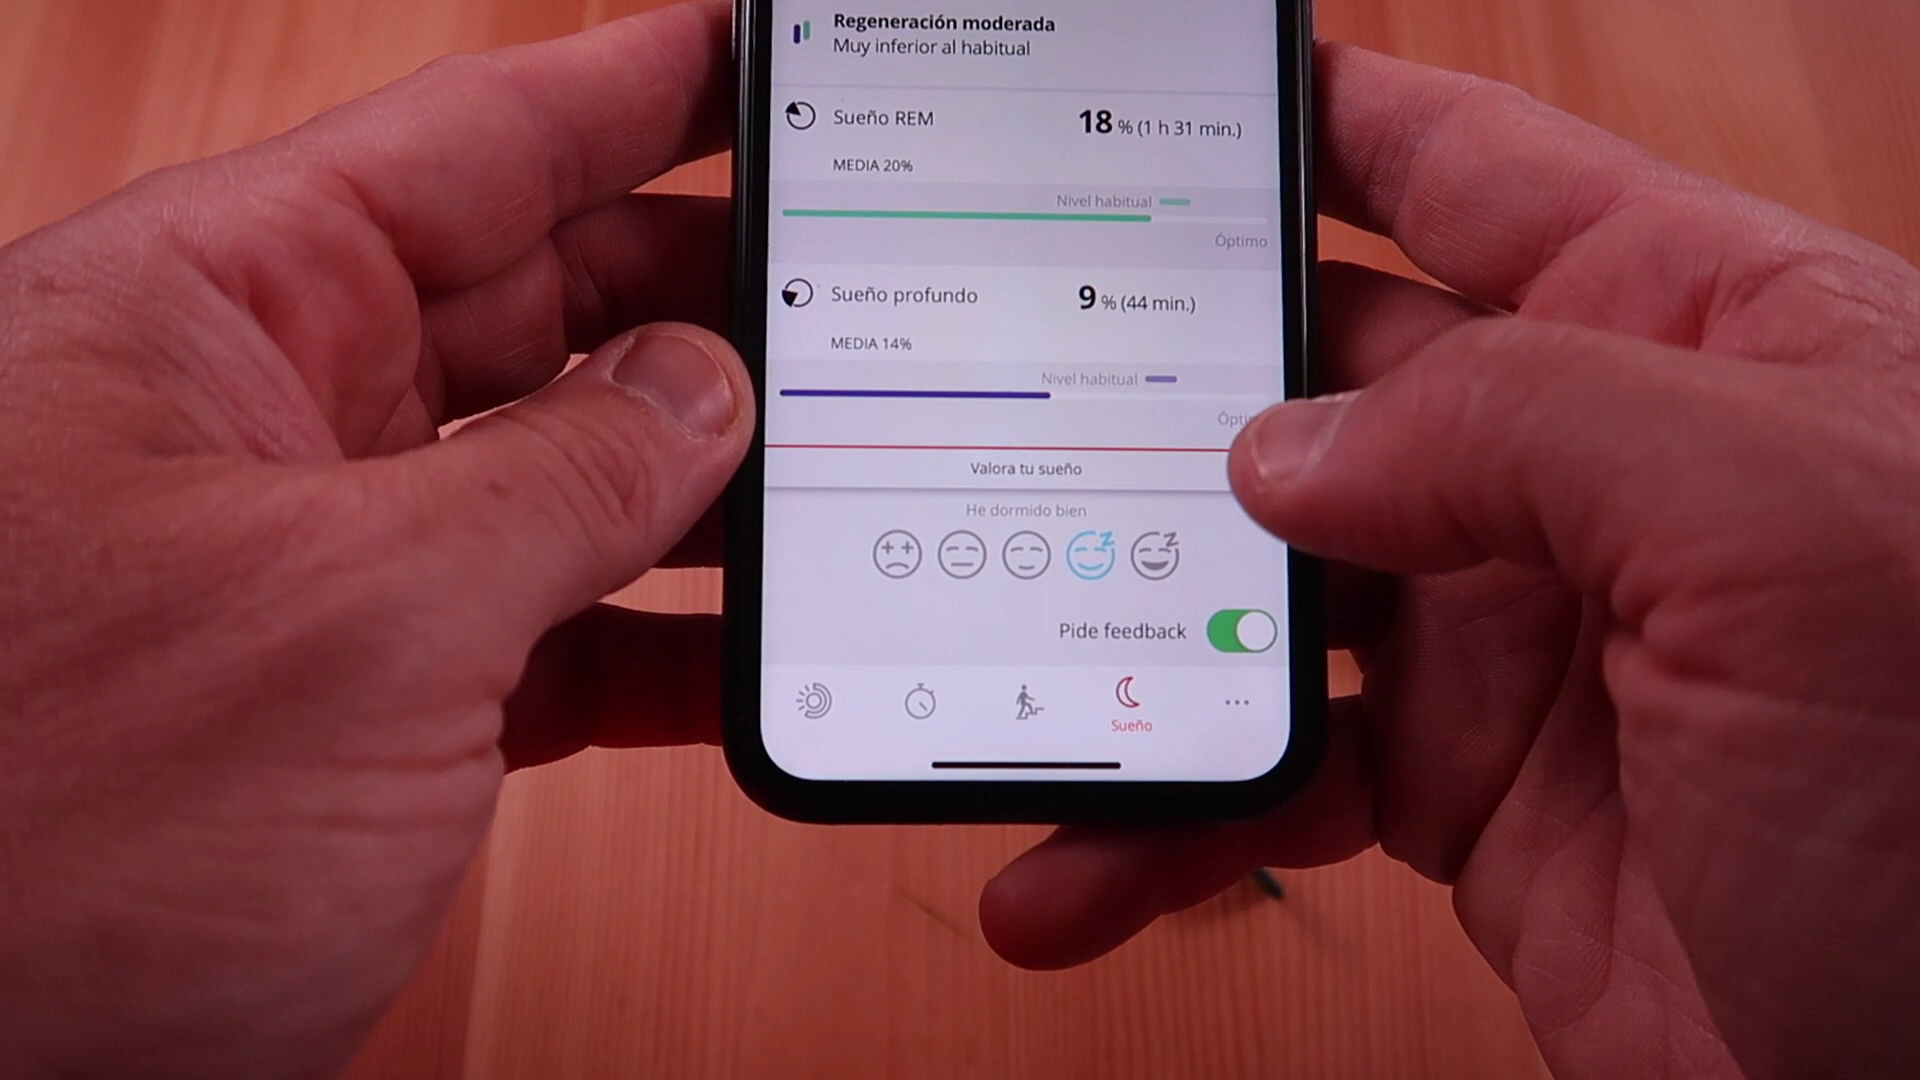 Regeneración moderada
Muy inferior al habitual
Sueño REM
18 % (1 h 31 min.)
MEDIA 20%
Nivel habitual
Óptimo
Sueño profundo
9 % (44 min.)
MEDIA 14%
Nivel habitual
Valora tu sueño
He dormido bien
Pide feedback
Sueño